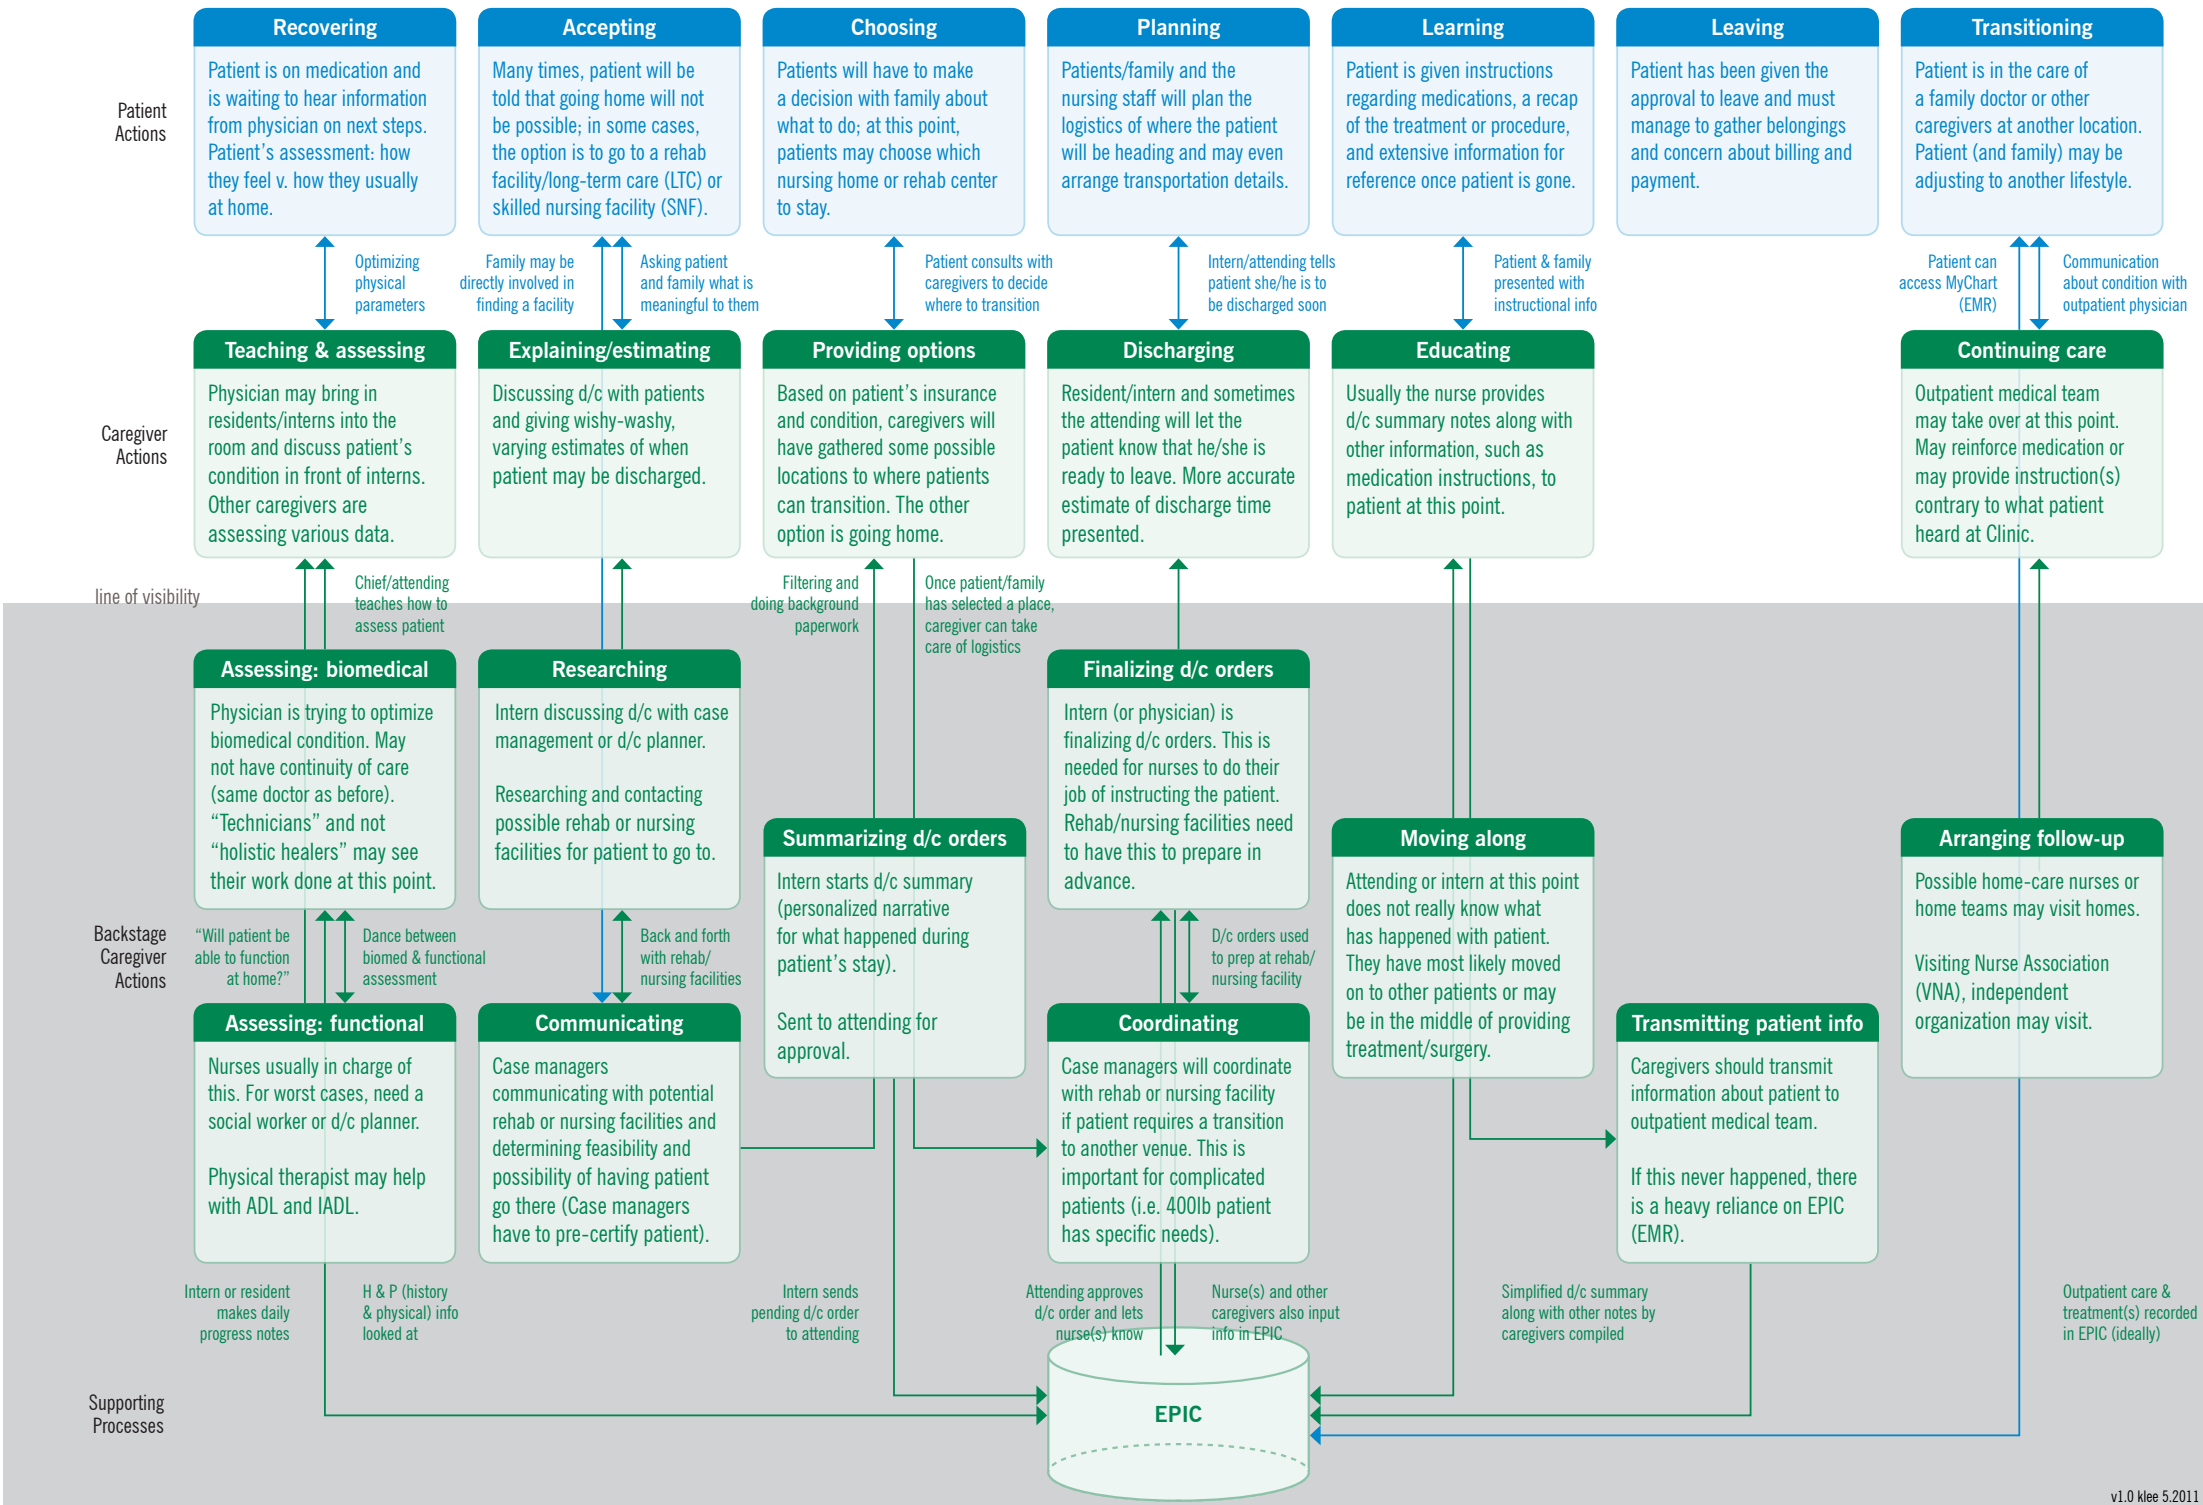 Recovering
Patient is on medication and
is waiting to hear information
from physician on next steps.
Patient's assessment: how
they feel v. how they usually
at home.
Accepting
Many times, patient will be
told that going home will not
be possible; in some cases,
the option is to go to a rehab
facility/long-term care (LTC) or
skilled nursing facility (SNF).
Choosing
Patients will have to make
a decision with family about
what to do; at this point,
patients may choose which
nursing home or rehab center
to stay.
Planning
Patients/family and the
nursing staff will plan the
logistics of where the patient
will be heading and may even
arrange transportation details.
Learning
Patient is given instructions
regarding medications, a recap
of the treatment or procedure,
and extensive information for
reference once patient is gone.
Leaving
Patient has been given the
approval to leave and must
manage to gather belongings
and concern about billing and
payment.
Transitioning
Patient is in the care of
a family doctor or other
caregivers at another location.
Patient (and family) may be
adjusting to another lifestyle.
Patient
Actions
Optimizing
physical
parameters
Family may be
directly involved in
finding a facility
Asking patient
and family what is
meaningful to them
Patient consults with
caregivers to decide
where to transition
Intern/attending tells
patient she/he is to
be discharged soon
Patient & family
presented with
instructional info
Patient can
access MyChart
(EMR)
Communication
about condition with
outpatient physician
Caregiver
Actions
Teaching & assessing
Physician may bring in
residents/interns into the
room and discuss patient's
condition in front of interns.
Other caregivers are
assessing various data.
Explaining/estimating
Discussing d/c with patients
and giving wishy-washy,
varying estimates of when
patient may be discharged.
Providing options
Based on patient's insurance
and condition, caregivers will
have gathered some possible
locations to where patients
can transition. The other
option is going home.
Discharging
Resident/intern and sometimes
the attending will let the
patient know that he/she is
ready to leave. More accurate
estimate of discharge time
presented.
Educating
Usually the nurse provides
d/c summary notes along with
other information, such as
medication instructions, to
patient at this point.
Continuing care
Outpatient medical team
may take over at this point.
May reinforce medication or
may provide instruction(s)
contrary to what patient
heard at Clinic.
line of visibility
Chief/attending
teaches how to
assess patient
Filtering and
doing background
paperwork
Once patient/family
has selected a place,
caregiver can take
care of logistics
Backstage
Caregiver
Actions
Assessing: biomedical
Physician is trying to optimize
biomedical condition. May
not have continuity of care
(same doctor as before).
“Technicians” and not
“holistic healers” may see
their work done at this point.
Researching
Intern discussing d/c with case
management or d/c planner.
Researching and contacting
possible rehab or nursing
facilities for patient to go to.
Summarizing d/c orders
Intern starts d/c summary
(personalized narrative
for what happened during
patient's stay).
Sent to attending for
approval.
Finalizing d/c orders
Intern (or physician) is
finalizing d/c orders. This is
needed for nurses to do their
job of instructing the patient.
Rehab/nursing facilities need
to have this to prepare in
advance.
Moving along
Attending or intern at this point
does not really know what
has happened with patient.
They have most likely moved
on to other patients or may
be in the middle of providing
treatment/surgery.
Arranging follow-up
Possible home-care nurses or
home teams may visit homes.
Visiting Nurse Association
(VNA), independent
organization may visit.
“Will patient be
able to function
at home?”
Dance between
biomed & functional
assessment
Back and forth
with rehab/
nursing facilities
D/c orders used
to prep at rehab/
nursing facility
Assessing: functional
Nurses usually in charge of
this. For worst cases, need a
social worker or d/c planner.
Physical therapist may help
with ADL and IADL.
Communicating
Case managers
communicating with potential
rehab or nursing facilities and
determining feasibility and
possibility of having patient
go there (Case managers
have to pre-certify patient).
Coordinating
Case managers will coordinate
with rehab or nursing facility
if patient requires a transition
to another venue. This is
important for complicated
patients (i.e. 400lb patient
has specific needs).
Transmitting patient info
Caregivers should transmit
information about patient to
outpatient medical team.
If this never happened, there
is a heavy reliance on EPIC
(EMR).
Intern or resident
makes daily
progress notes
H & P (history
& physical) info
looked at
Intern sends
pending d/c order
to attending
Attending approves
d/c order and lets
nurse(s) know
Nurse(s) and other
caregivers also input
info in EPIC
Simplified d/c summary
along with other notes by
caregivers compiled
Outpatient care &
treatment(s) recorded
in EPIC (ideally)
Supporting
Processes
EPIC
v1.0 klee 5.2011